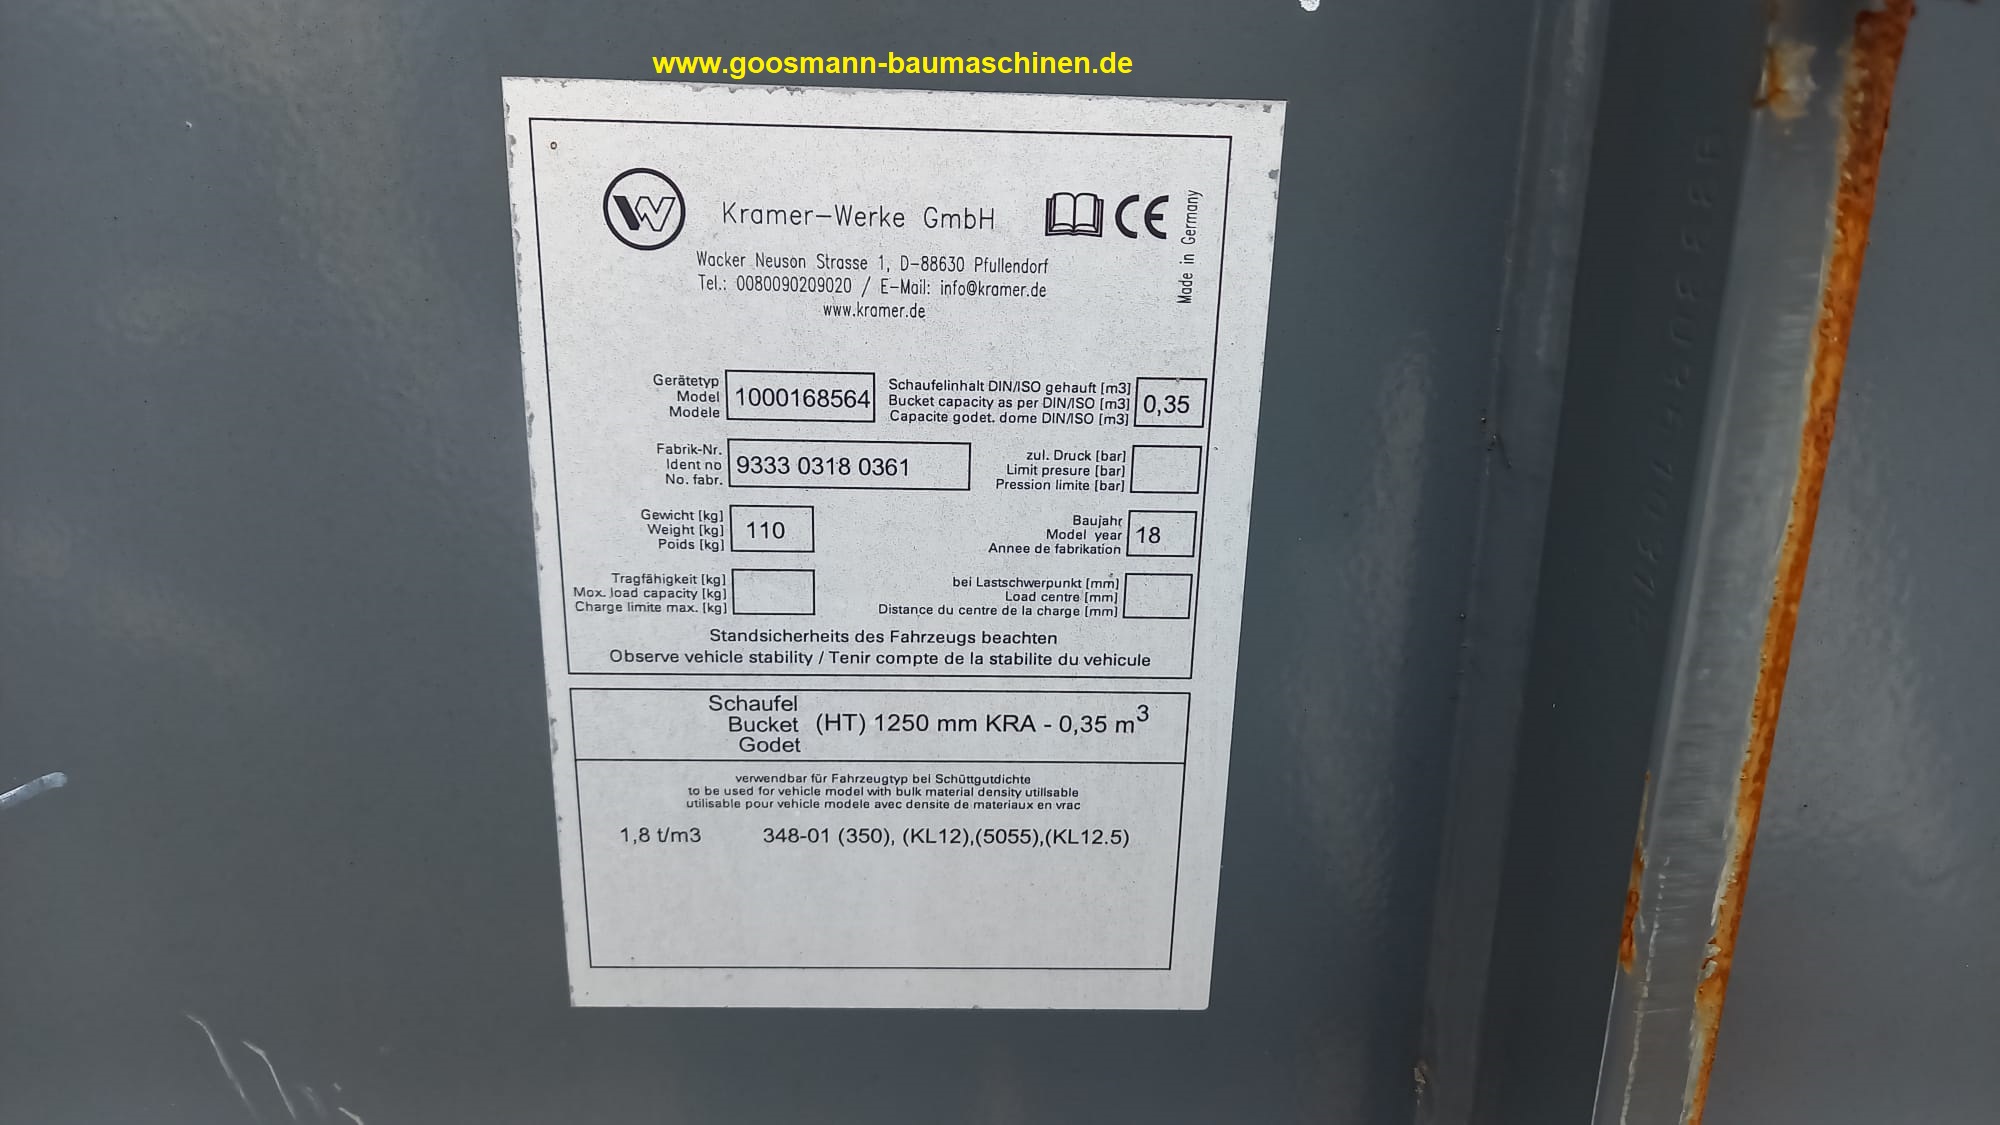 www.goosmann-baumaschinen.de
Kramer-Werke GmbH
CE
Made in Germany
Wacker Neuson Strasse 1, D-88630 Pfullendorf
Tel.: 0080090209020 / E-Mail: info@kramer.de
www.kramer.de
Gerätetyp
Model
Modele
1000168564
Schaufelinhalt DIN/ISO gehauft [m3]
Bucket capacity as per DIN/ISO [m3]
Capacite godet. dome DIN/ISO [m3]
0,35
Fabrik-Nr.
Ident no
No. fabr.
9333 0318 0361
zul. Druck [bar]
Limit presure [bar]
Pression limite [bar]
Gewicht [kg]
Weight [kg]
Poids [kg]
110
Baujahr
Model year
Annee de fabrikation
18
Tragfähigkeit [kg]
Max. load capacity [kg]
Charge limite max. [kg]
bei Lastschwerpunkt [mm]
Load centre [mm]
Distance du centre de la charge [mm]
Standsicherheits des Fahrzeugs beachten
Observe vehicle stability / Tenir compte de la stabilite du vehicule
Schaufel
Bucket
Godet
(HT) 1250 mm KRA - 0,35 m³
verwendbar für Fahrzeugtyp bei Schüttgutdichte
to be used for vehicle model with bulk material density utillsable
utilisable pour vehicle modele avec densite de materiaux en vrac
1,8 t/m3 348-01 (350), (KL12),(5055),(KL12.5)